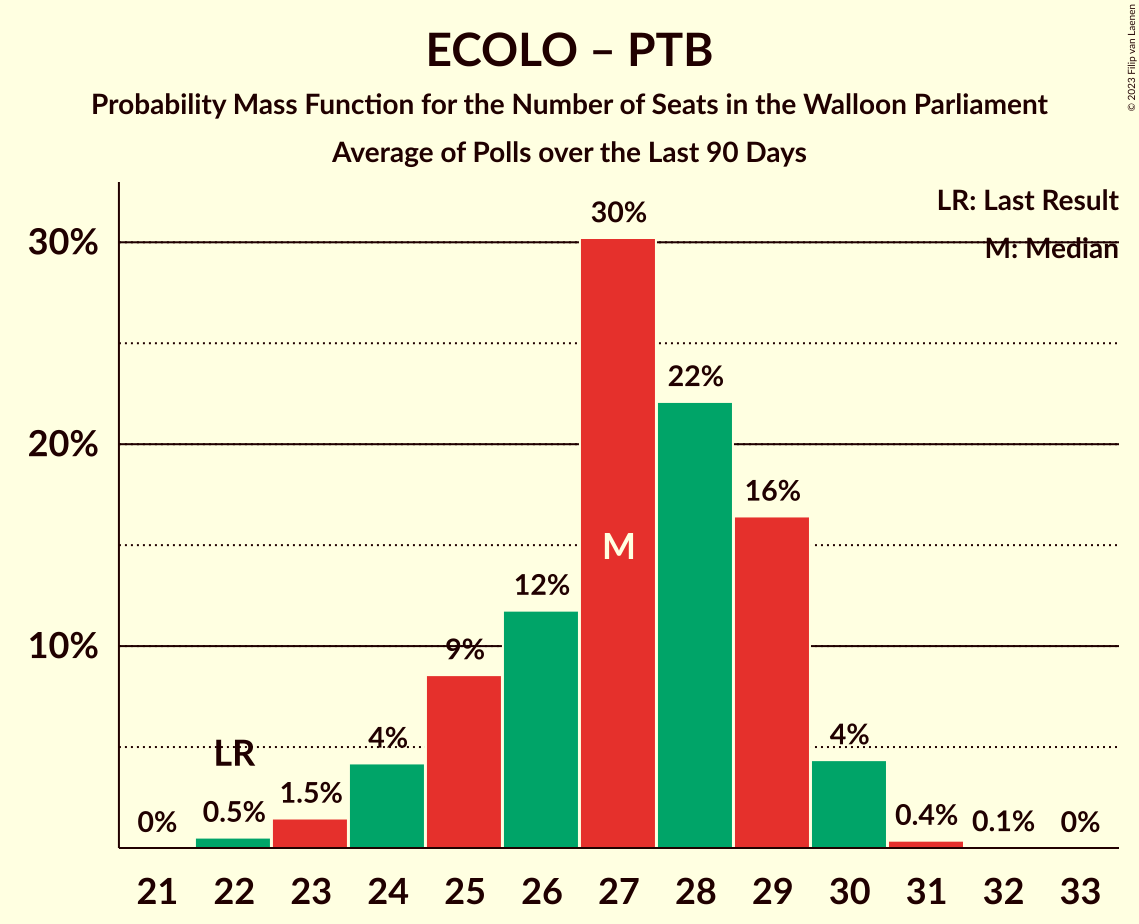 ECOLO – PTB
Probability Mass Function for the Number of Seats in the Walloon Parliament
Average of Polls over the Last 90 Days
© 2023 Filip van Laenen
LR: Last Result
M: Median
30%
20%
10%
0%
LR
0.5%
1.5%
4%
9%
12%
30%
M
22%
16%
4%
0.4%
0.1%
0%
21 22 23 24 25 26 27 28 29 30 31 32 33